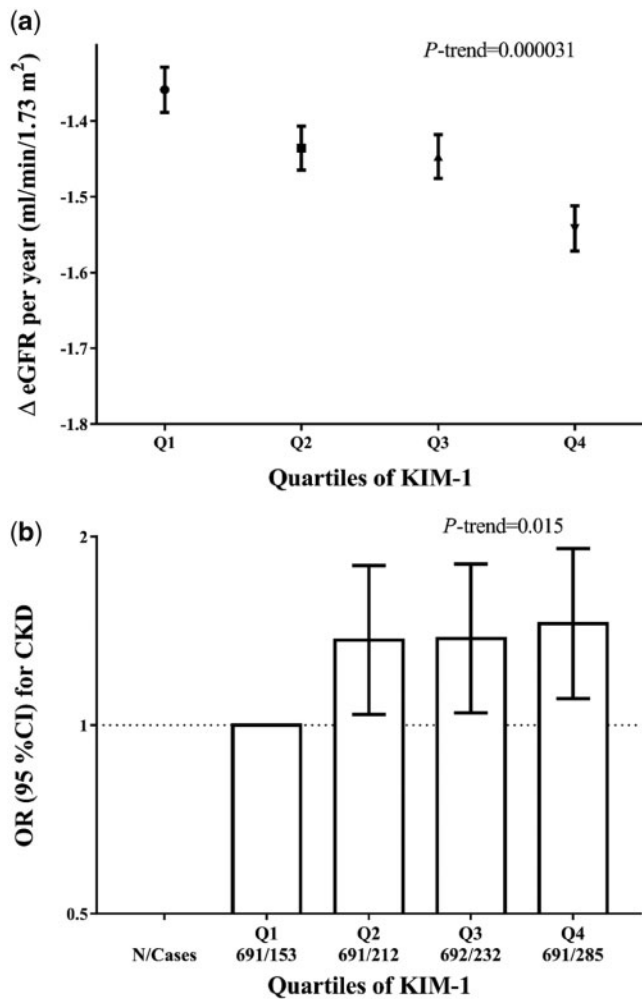 (a)
P-trend=0.000031
Δ eGFR per year (ml/min/1.73 m²)
-1.4
-1.5
-1.6
-1.7
-1.8
Q1 Q2 Q3 Q4
Quartiles of KIM-1
(b)
P-trend=0.015
OR (95 %CI) for CKD
2
1
0.5
Q1 Q2 Q3 Q4
N/Cases 691/153 691/212 692/232 691/285
Quartiles of KIM-1